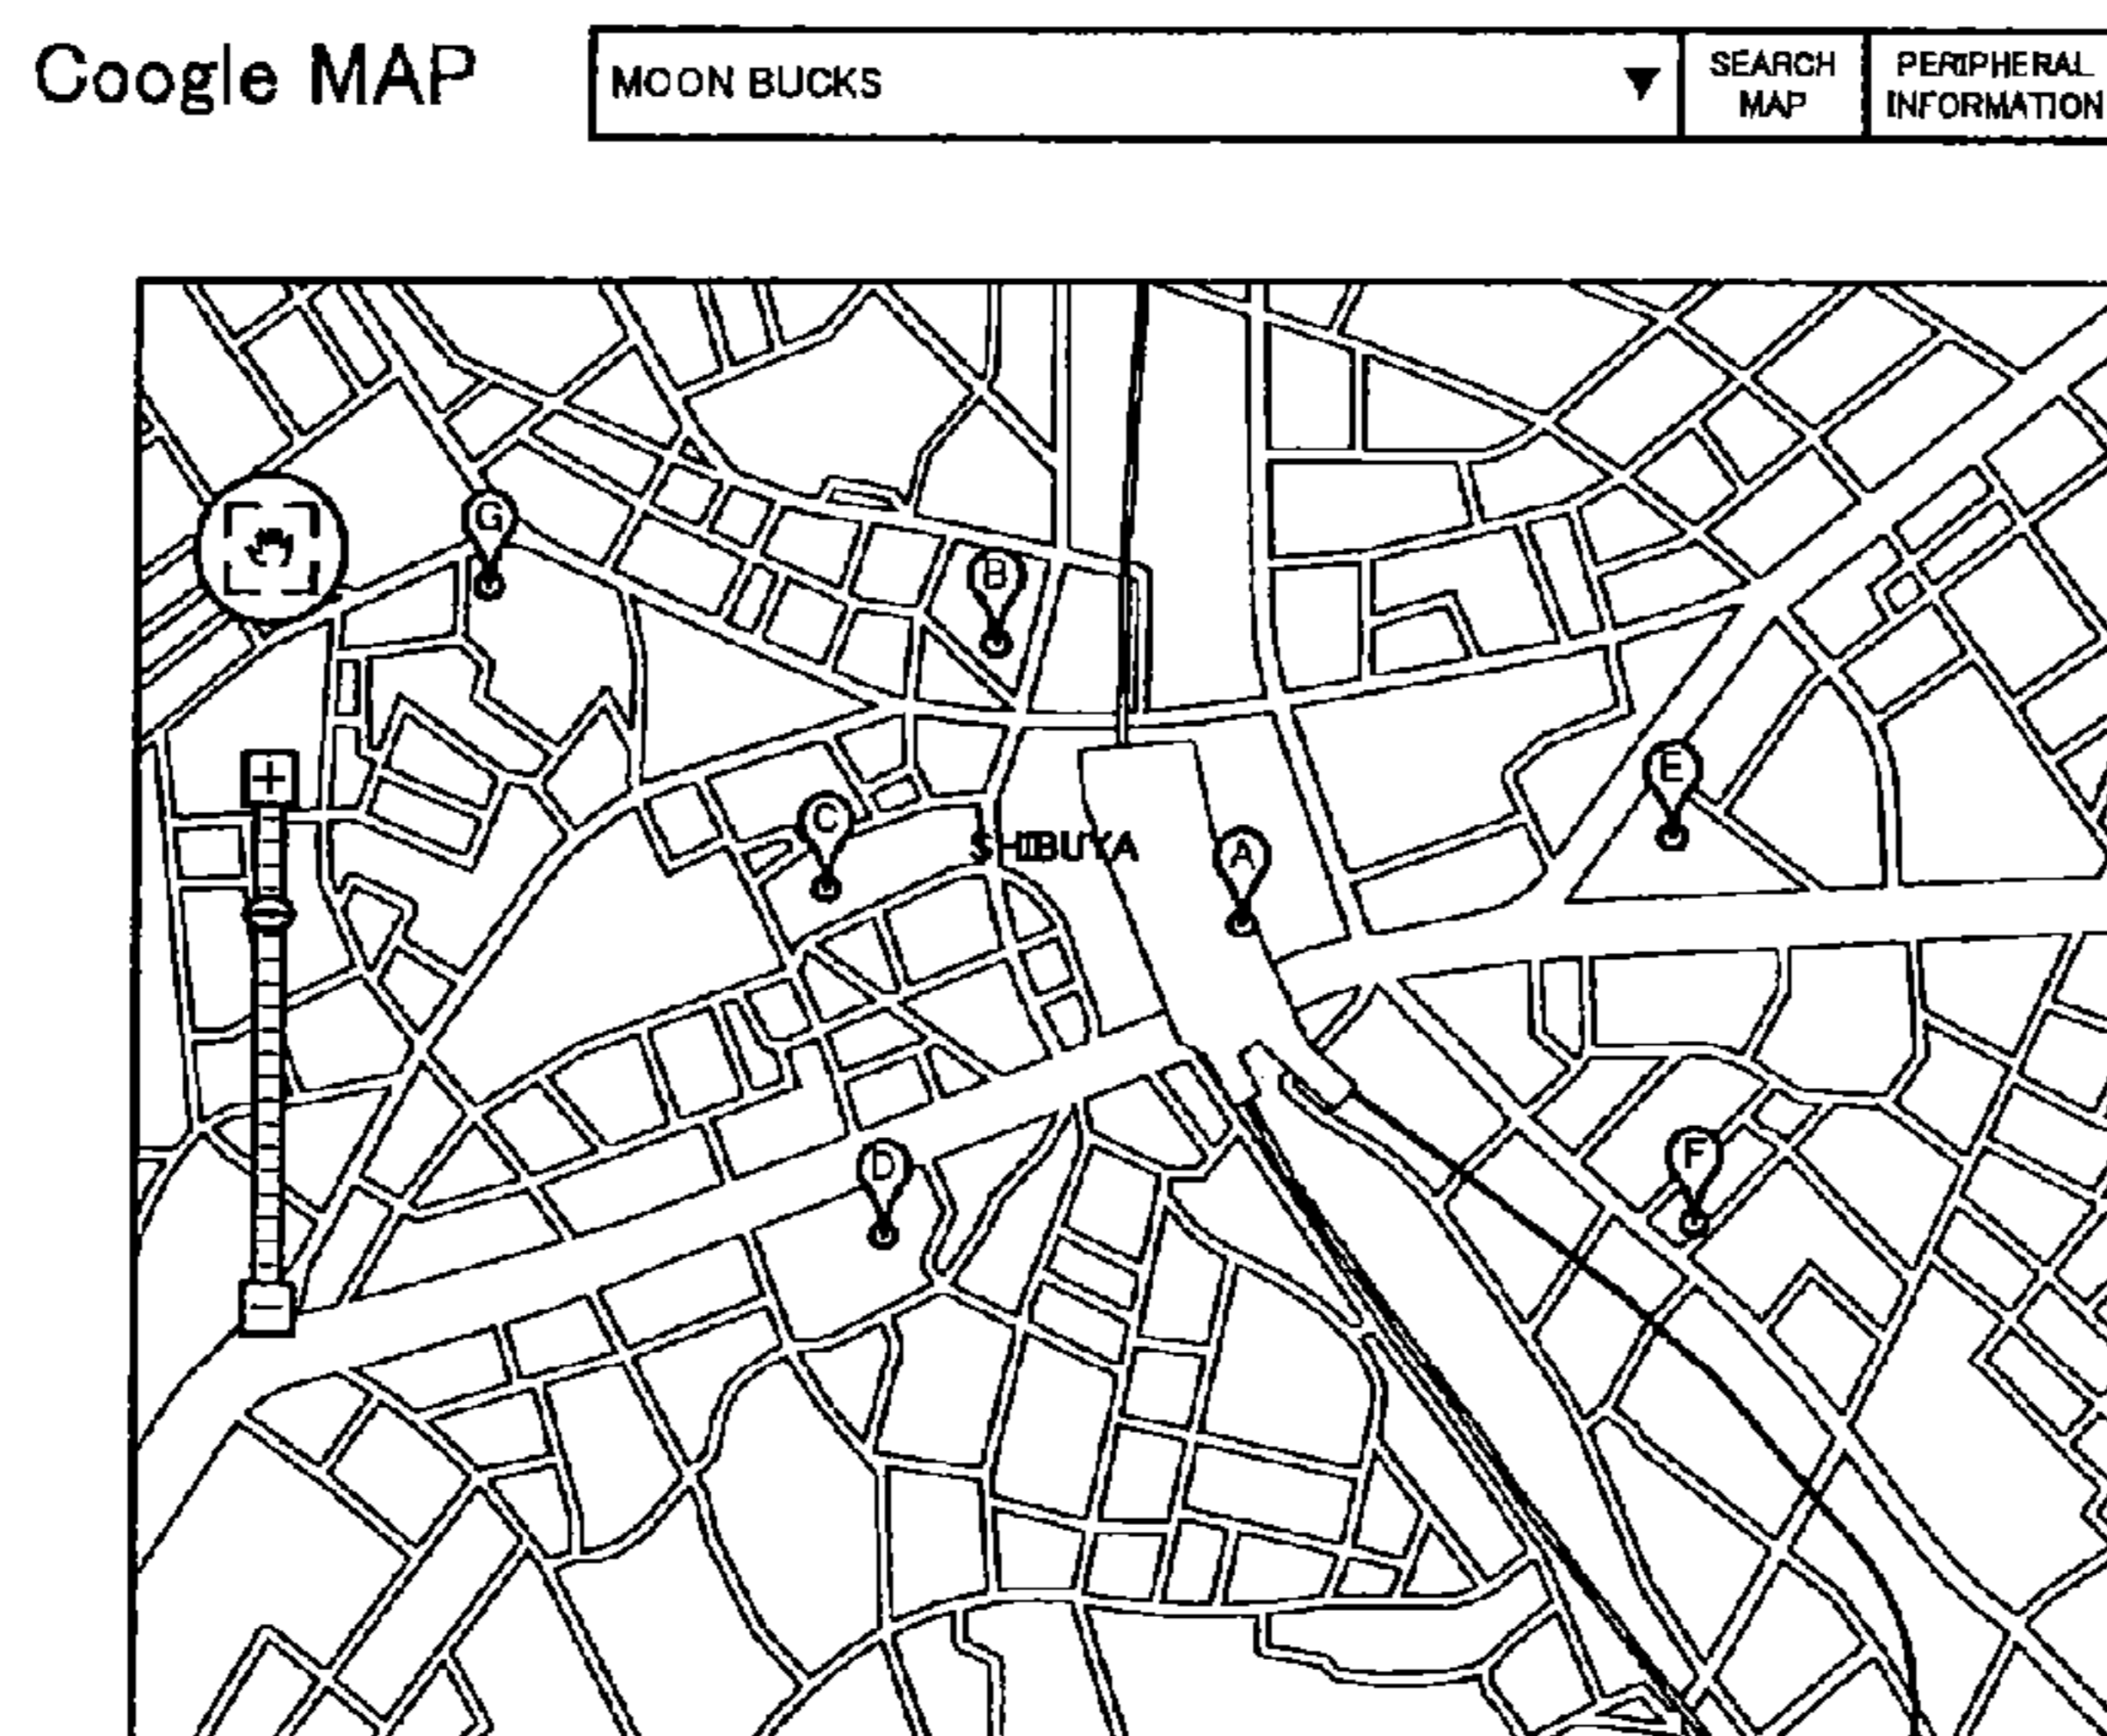 Coogle MAP
MOON BUCKS ▼
SEARCH
MAP
PERIPHERAL
INFORMATION
G
B
E
C
SHIBUYA
A
D
F
+
−